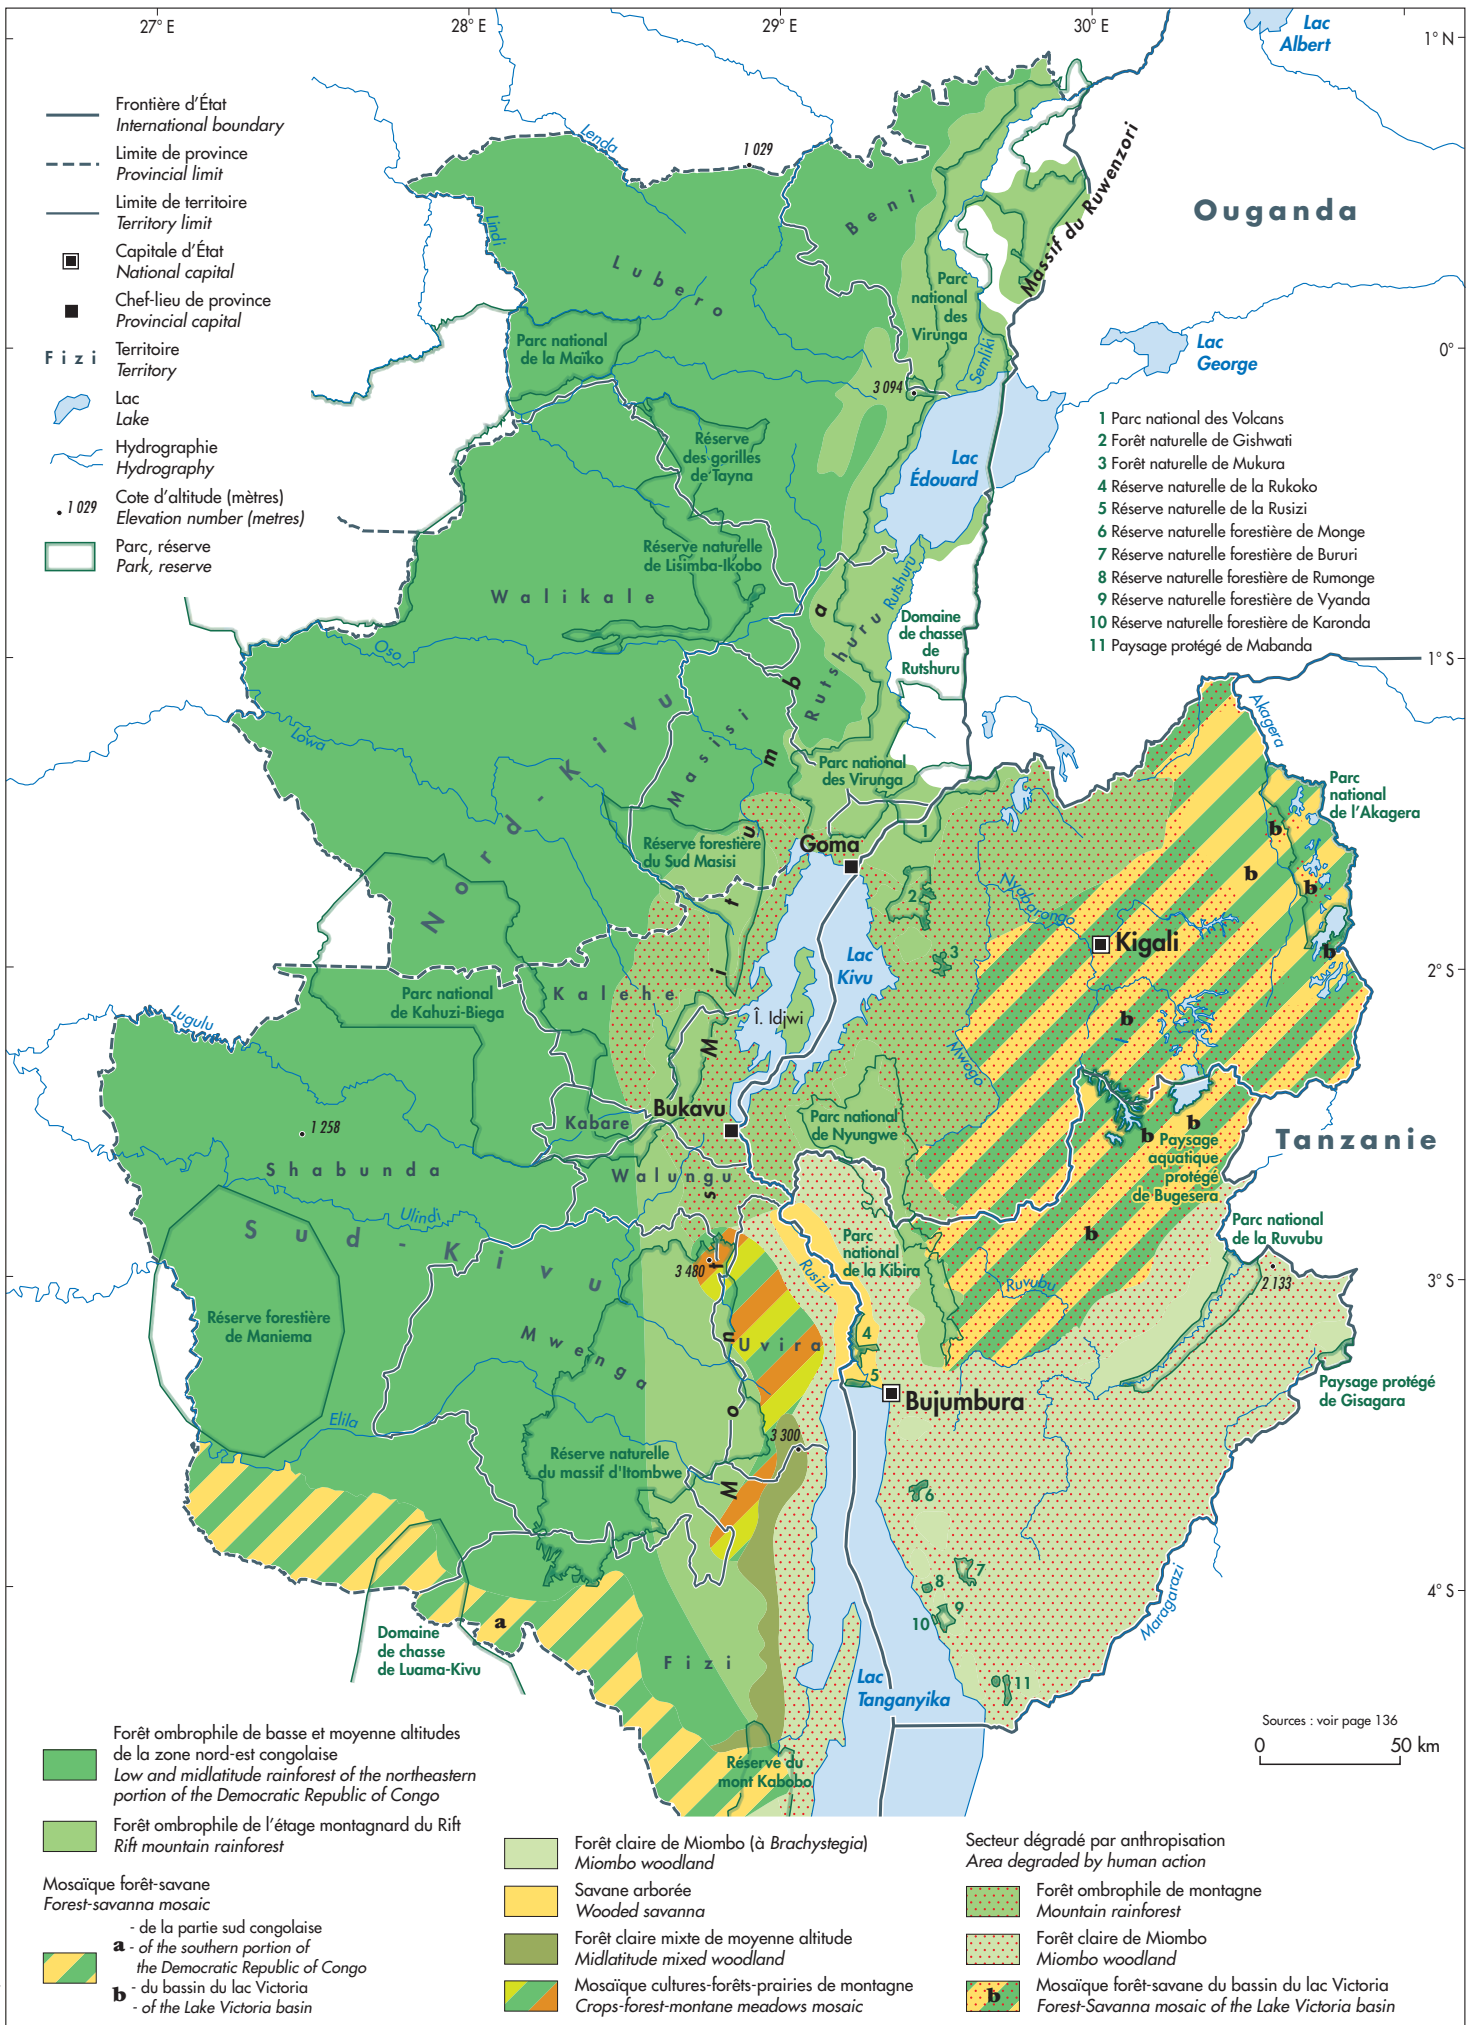 27° E
28° E
29° E
30° E
Lac
Albert
1° N
Frontière d'État
International boundary
Limite de province
Provincial limit
Limite de territoire
Territory limit
Capitale d'État
National capital
Chef-lieu de province
Provincial capital
Fizi
Territoire
Territory
Lac
Lake
Hydrographie
Hydrography
1 029
Cote d'altitude (mètres)
Elevation number (metres)
Parc, réserve
Park, reserve
Lenda
1 029
Lindi
Beni
Massif du Ruwenzori
Ouganda
Lubero
Parc
national
des
Virunga
Parc national
de la Maïko
Semliki
Lac
George
0°
3 094
1 Parc national des Volcans
2 Forêt naturelle de Gishwati
3 Forêt naturelle de Mukura
4 Réserve naturelle de la Rukoko
5 Réserve naturelle de la Rusizi
6 Réserve naturelle forestière de Monge
7 Réserve naturelle forestière de Bururi
8 Réserve naturelle forestière de Rumonge
9 Réserve naturelle forestière de Vyanda
10 Réserve naturelle forestière de Karonda
11 Paysage protégé de Mabanda
Réserve
des gorilles
de Tayna
Lac
Édouard
Réserve naturelle
de Lisimba-Ikobo
Walikale
Rutshuru
Rutshuru
Domaine
de chasse
de
Rutshuru
Oso
1° S
Lowa
Nord-Kivu
Masisi
Mitumba
Akagera
Parc national
des Virunga
Parc
national
de l'Akagera
Réserve forestière
du Sud Masisi
Goma
1
b
b
b
2
Nyabarongo
3
Kigali
b
Lac
Kivu
2° S
Kalehe
Parc national
de Kahuzi-Biega
Î. Idjwi
Lugulu
b
Mwogo
Bukavu
Kabare
Parc national
de Nyungwe
1 258
b
b
Paysage
aquatique
protégé
de Bugesera
Tanzanie
Shabunda
Walungu
Ulindi
Sud-Kivu
Monts
Parc
national
de la Kibira
b
Parc national
de la Ruvubu
3 480
Rusizi
Ruvubu
2 133
3° S
Réserve forestière
de Maniema
Mwenga
Uvira
4
5
Bujumbura
Paysage protégé
de Gisagara
Elila
3 300
Réserve naturelle
du massif d'Itombwe
6
7
8
9
10
4° S
Maragarazi
a
Domaine
de chasse
de Luama-Kivu
Fizi
Lac
Tanganyika
11
Sources : voir page 136
0 50 km
Réserve du
mont Kabobo
Forêt ombrophile de basse et moyenne altitudes
de la zone nord-est congolaise
Low and midlatitude rainforest of the northeastern
portion of the Democratic Republic of Congo
Forêt ombrophile de l'étage montagnard du Rift
Rift mountain rainforest
Mosaïque forêt-savane
Forest-savanna mosaic
a - de la partie sud congolaise
- of the southern portion of
the Democratic Republic of Congo
b - du bassin du lac Victoria
- of the Lake Victoria basin
Forêt claire de Miombo (à Brachystegia)
Miombo woodland
Savane arborée
Wooded savanna
Forêt claire mixte de moyenne altitude
Midlatitude mixed woodland
Mosaïque cultures-forêts-prairies de montagne
Crops-forest-montane meadows mosaic
Secteur dégradé par anthropisation
Area degraded by human action
Forêt ombrophile de montagne
Mountain rainforest
Forêt claire de Miombo
Miombo woodland
b
Mosaïque forêt-savane du bassin du lac Victoria
Forest-Savanna mosaic of the Lake Victoria basin